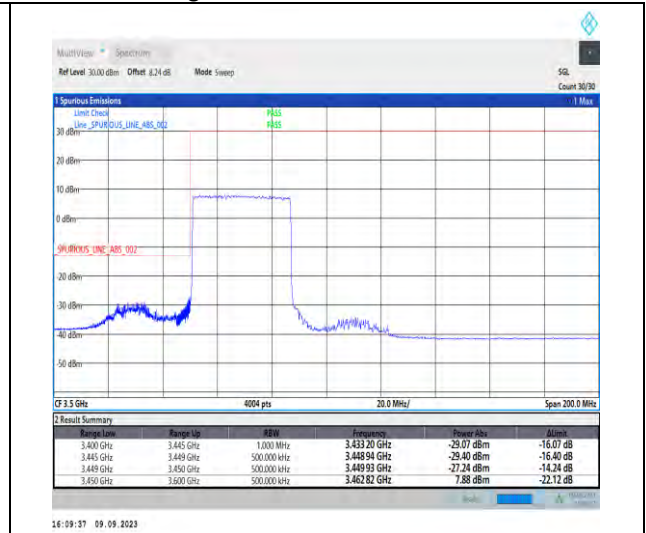 MultiView Spectrum
Ref Level 30.00 dBm Offset 8.24 dB Mode Sweep SGL
Count 30/30
1 Spurious Emissions 1 Max
Limit Check PASS
Line _SPURIOUS_LINE_ABS_002 PASS
30 dBm
20 dBm
10 dBm
0 dBm
_SPURIOUS_LINE_ABS_002
-20 dBm
-30 dBm
-40 dBm
-50 dBm
CF 3.5 GHz 4004 pts 20.0 MHz/ Span 200.0 MHz
2 Result Summary
Range Low Range Up RBW Frequency Power Abs ΔLimit
3.400 GHz 3.445 GHz 1.000 MHz 3.433 20 GHz -29.07 dBm -16.07 dB
3.445 GHz 3.449 GHz 500.000 kHz 3.448 94 GHz -29.40 dBm -16.40 dB
3.449 GHz 3.450 GHz 500.000 kHz 3.449 93 GHz -27.24 dBm -14.24 dB
3.450 GHz 3.600 GHz 500.000 kHz 3.462 82 GHz 7.88 dBm -22.12 dB
16:09:37 09.09.2023